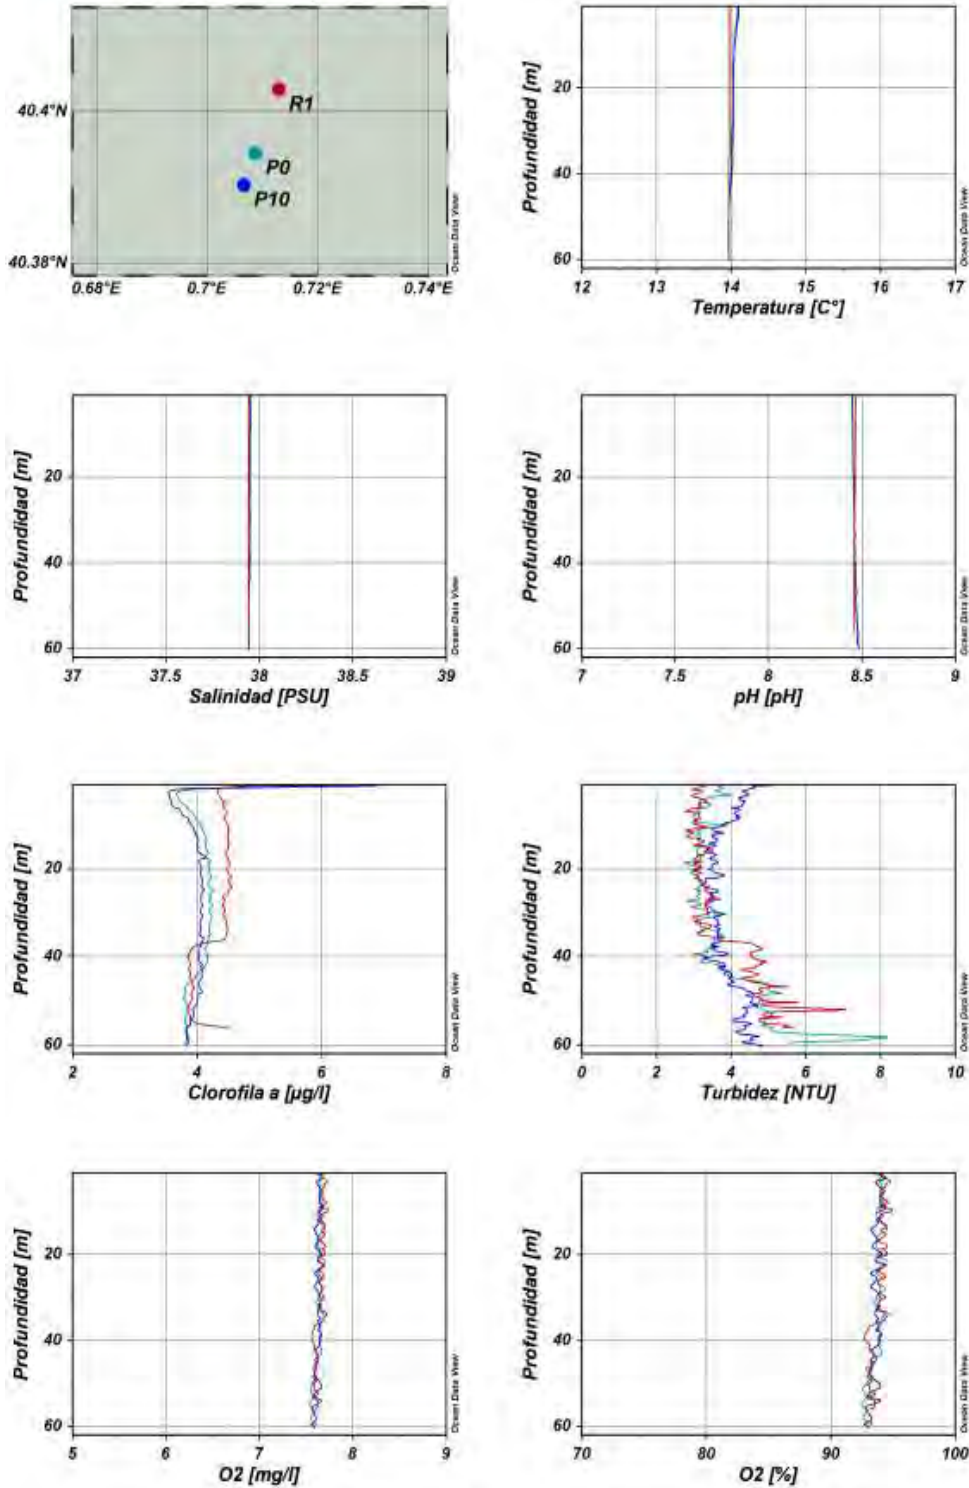 40.4°N
40.38°N
R1
P0
P10
0.68°E 0.7°E 0.72°E 0.74°E
Ocean Data View
Profundidad [m]
20
40
60
12 13 14 15 16 17
Temperatura [C°]
Ocean Data View
Profundidad [m]
20
40
60
37 37.5 38 38.5 39
Salinidad [PSU]
Ocean Data View
Profundidad [m]
20
40
60
7 7.5 8 8.5 9
pH [pH]
Ocean Data View
Profundidad [m]
20
40
60
2 4 6 8
Clorofila a [µg/l]
Ocean Data View
Profundidad [m]
20
40
60
0 2 4 6 8 10
Turbidez [NTU]
Ocean Data View
Profundidad [m]
20
40
60
5 6 7 8 9
O2 [mg/l]
Ocean Data View
Profundidad [m]
20
40
60
70 80 90 100
O2 [%]
Ocean Data View